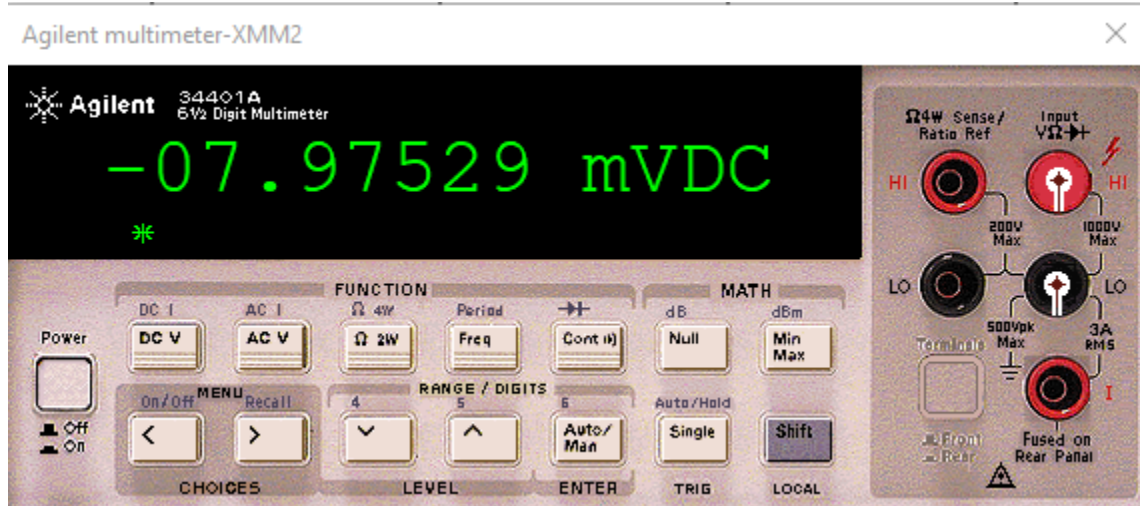 Agilent multimeter-XMM2
Agilent 34401A
6½ Digit Multimeter
-07.97529 mVDC
Ω4W Sense/
Ratio Ref
Input
VΩ
HI
HI
200V
Max
1000V
Max
LO
LO
500Vpk
Max
3A
RMS
Terminals
I
Front
Rear
Fused on
Rear Panal
FUNCTION
MATH
DC I
AC I
Ω 4W
Period
dB
dBm
Power
DC V
AC V
Ω 2W
Freq
Cont
Null
Min
Max
Off
On
MENU
RANGE / DIGITS
On/Off
Recall
4
5
6
Auto/Hold
<
>
Auto/
Man
Single
Shift
CHOICES
LEVEL
ENTER
TRIG
LOCAL